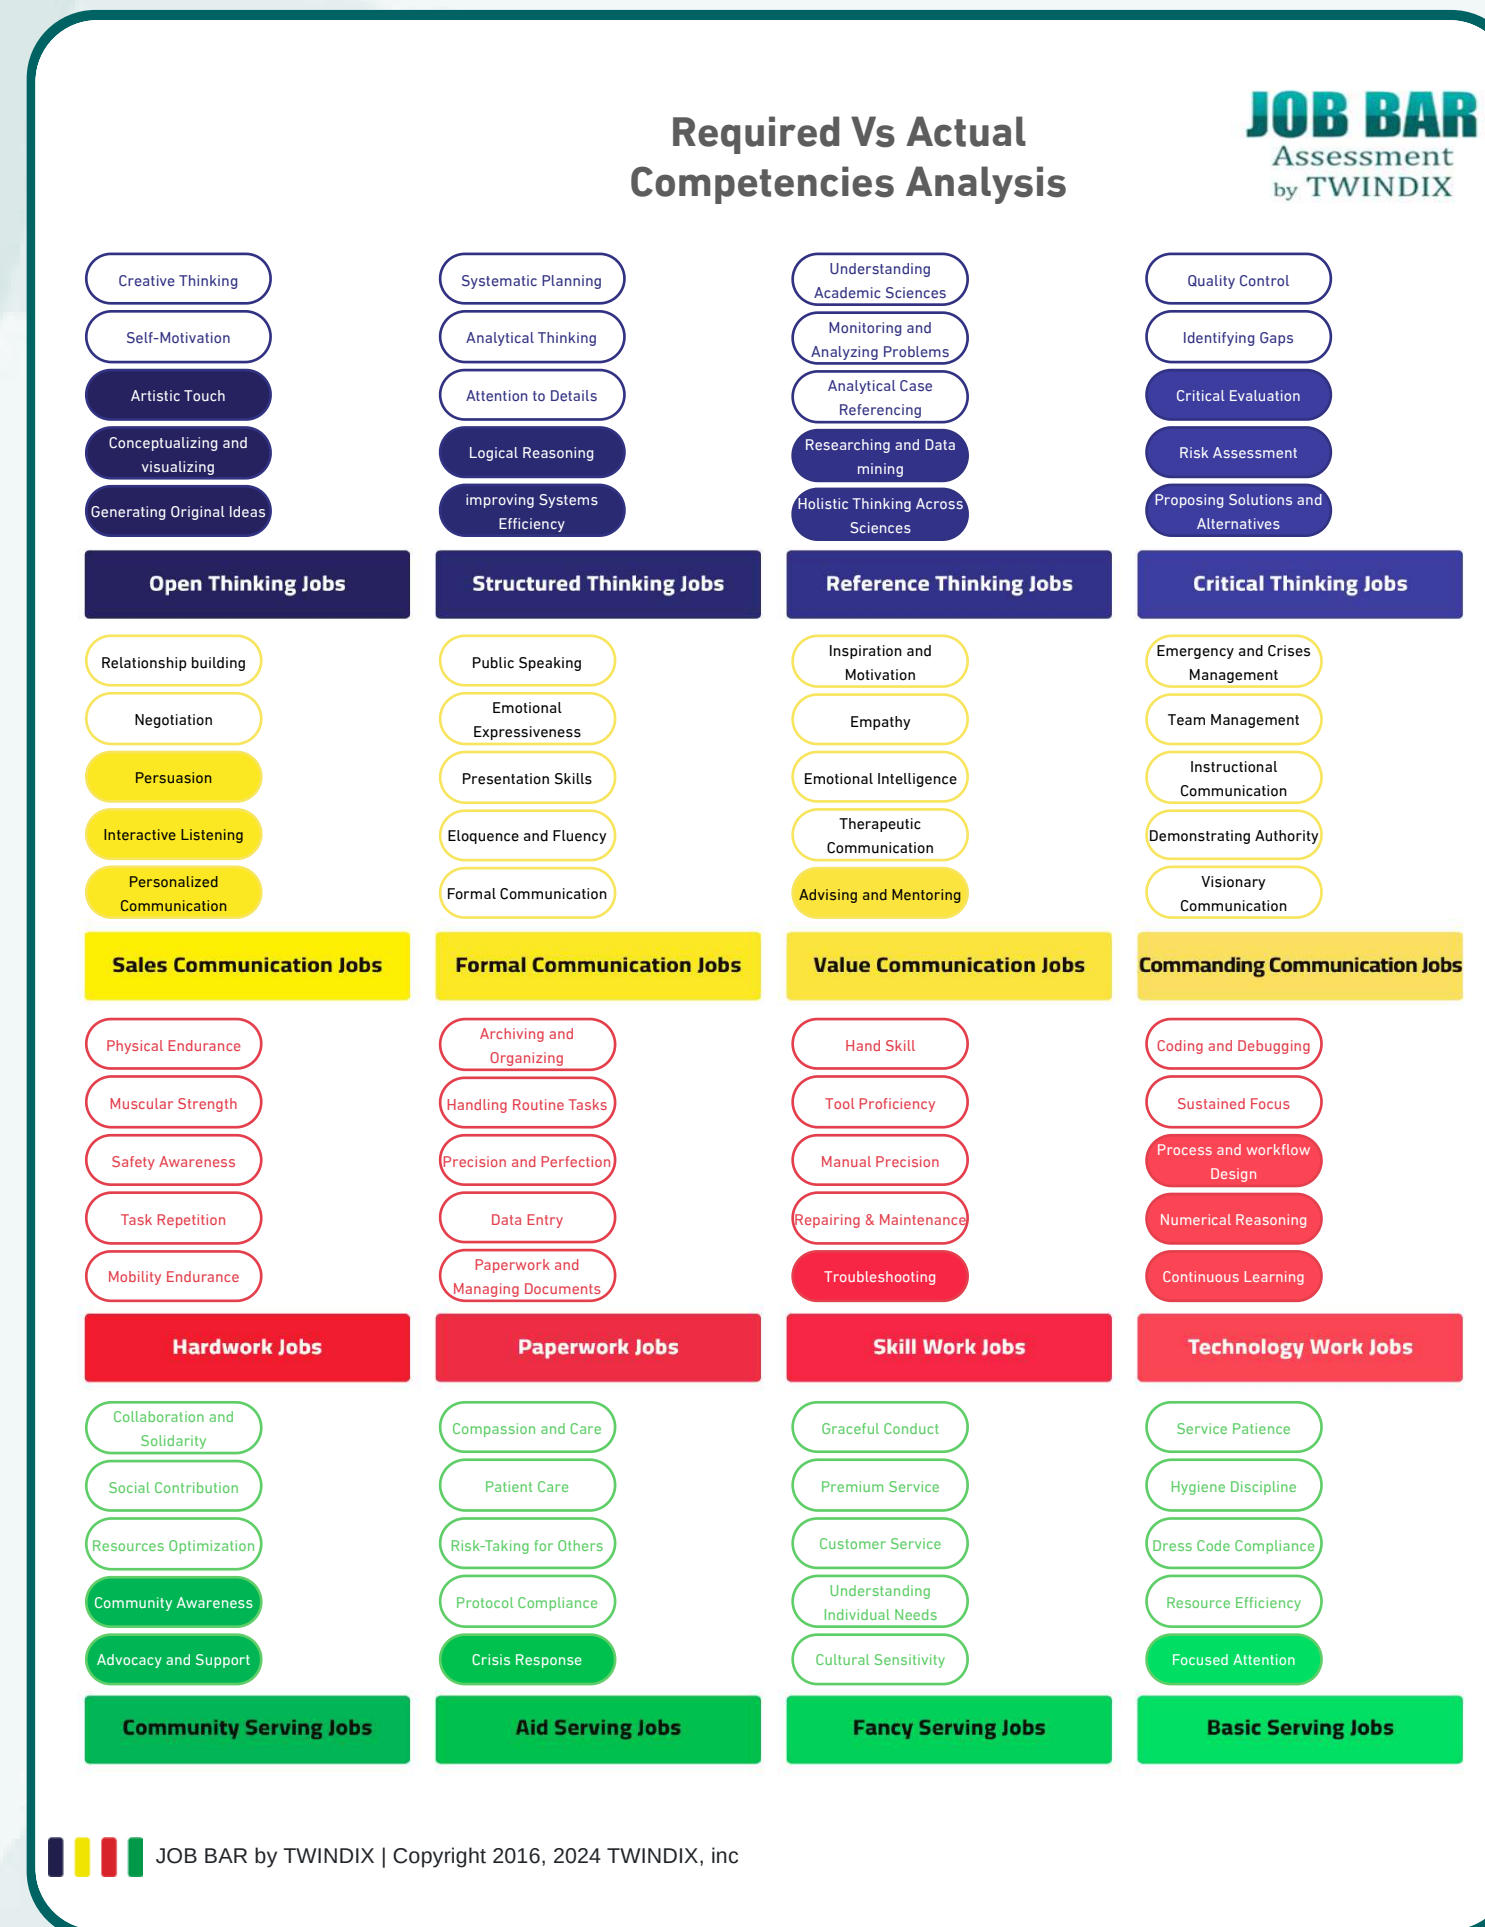 Required Vs Actual
Competencies Analysis
JOB BAR
Assessment
by TWINDIX
Creative Thinking
Self-Motivation
Artistic Touch
Conceptualizing and
visualizing
Generating Original Ideas
Open Thinking Jobs
Systematic Planning
Analytical Thinking
Attention to Details
Logical Reasoning
improving Systems
Efficiency
Structured Thinking Jobs
Understanding
Academic Sciences
Monitoring and
Analyzing Problems
Analytical Case
Referencing
Researching and Data
mining
Holistic Thinking Across
Sciences
Reference Thinking Jobs
Quality Control
Identifying Gaps
Critical Evaluation
Risk Assessment
Proposing Solutions and
Alternatives
Critical Thinking Jobs
Relationship building
Negotiation
Persuasion
Interactive Listening
Personalized
Communication
Sales Communication Jobs
Public Speaking
Emotional
Expressiveness
Presentation Skills
Eloquence and Fluency
Formal Communication
Formal Communication Jobs
Inspiration and
Motivation
Empathy
Emotional Intelligence
Therapeutic
Communication
Advising and Mentoring
Value Communication Jobs
Emergency and Crises
Management
Team Management
Instructional
Communication
Demonstrating Authority
Visionary
Communication
Commanding Communication Jobs
Physical Endurance
Muscular Strength
Safety Awareness
Task Repetition
Mobility Endurance
Hardwork Jobs
Archiving and
Organizing
Handling Routine Tasks
Precision and Perfection
Data Entry
Paperwork and
Managing Documents
Paperwork Jobs
Hand Skill
Tool Proficiency
Manual Precision
Repairing & Maintenance
Troubleshooting
Skill Work Jobs
Coding and Debugging
Sustained Focus
Process and workflow
Design
Numerical Reasoning
Continuous Learning
Technology Work Jobs
Collaboration and
Solidarity
Social Contribution
Resources Optimization
Community Awareness
Advocacy and Support
Community Serving Jobs
Compassion and Care
Patient Care
Risk-Taking for Others
Protocol Compliance
Crisis Response
Aid Serving Jobs
Graceful Conduct
Premium Service
Customer Service
Understanding
Individual Needs
Cultural Sensitivity
Fancy Serving Jobs
Service Patience
Hygiene Discipline
Dress Code Compliance
Resource Efficiency
Focused Attention
Basic Serving Jobs
JOB BAR by TWINDIX | Copyright 2016, 2024 TWINDIX, inc